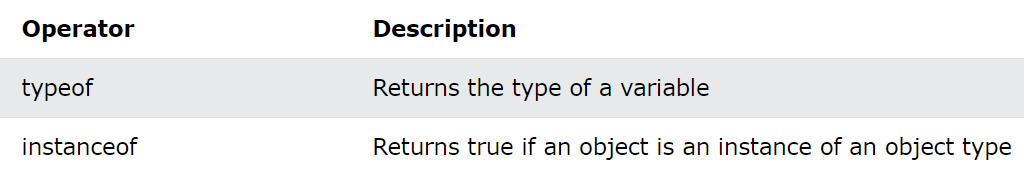 Operator Description
typeof Returns the type of a variable
instanceof Returns true if an object is an instance of an object type